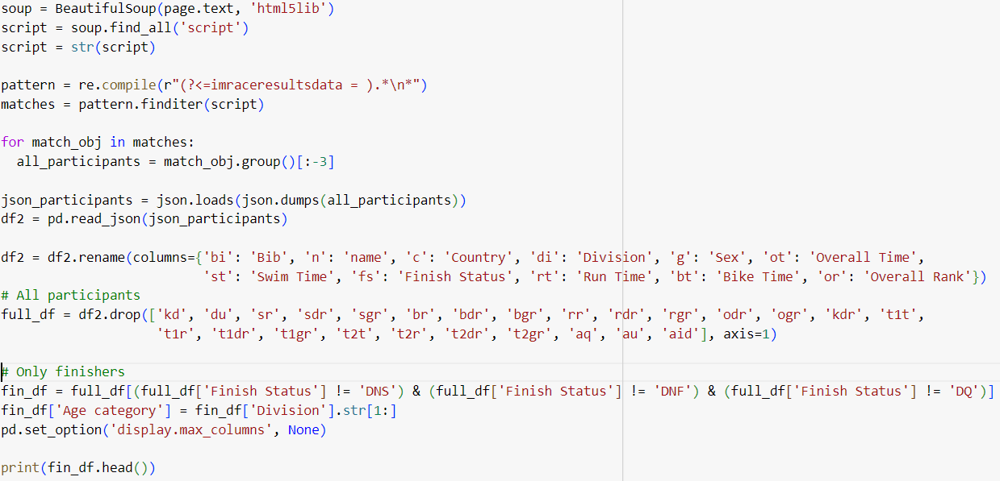 soup = BeautifulSoup(page.text, 'html5lib')
script = soup.find_all('script')
script = str(script)

pattern = re.compile(r"(?<=imraceresultsdata = ).*\n*")
matches = pattern.finditer(script)

for match_obj in matches:
  all_participants = match_obj.group()[:-3]

json_participants = json.loads(json.dumps(all_participants))
df2 = pd.read_json(json_participants)

df2 = df2.rename(columns={'bi': 'Bib', 'n': 'name', 'c': 'Country', 'di': 'Division', 'g': 'Sex', 'ot': 'Overall Time',
                          'st': 'Swim Time', 'fs': 'Finish Status', 'rt': 'Run Time', 'bt': 'Bike Time', 'or': 'Overall Rank'})
# All participants
full_df = df2.drop(['kd', 'du', 'sr', 'sdr', 'sgr', 'br', 'bdr', 'bgr', 'rr', 'rdr', 'rgr', 'odr', 'ogr', 'kdr', 't1t',
                    't1r', 't1dr', 't1gr', 't2t', 't2r', 't2dr', 't2gr', 'aq', 'au', 'aid'], axis=1)

# Only finishers
fin_df = full_df[(full_df['Finish Status'] != 'DNS') & (full_df['Finish Status'] != 'DNF') & (full_df['Finish Status'] != 'DQ')]
fin_df['Age category'] = fin_df['Division'].str[1:]
pd.set_option('display.max_columns', None)

print(fin_df.head())